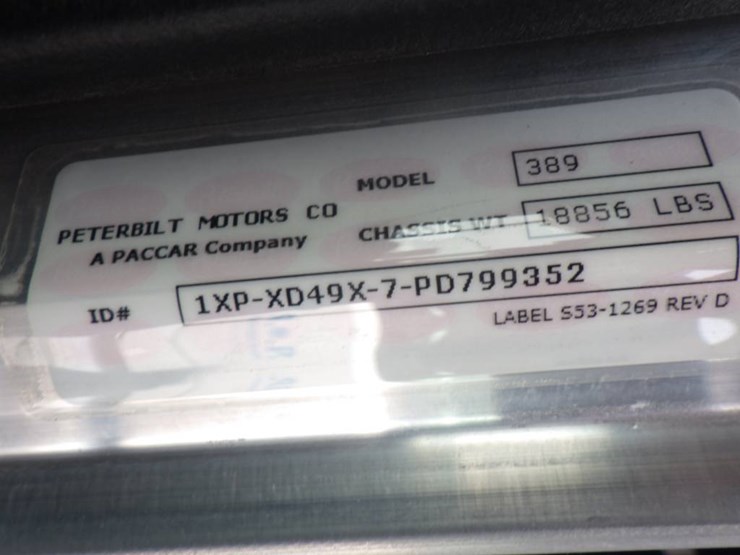 MODEL 389
PETERBILT MOTORS CO
CHASSIS WT 18856 LBS
A PACCAR Company
ID# 1XP-XD49X-7-PD799352
LABEL S53-1269 REV D